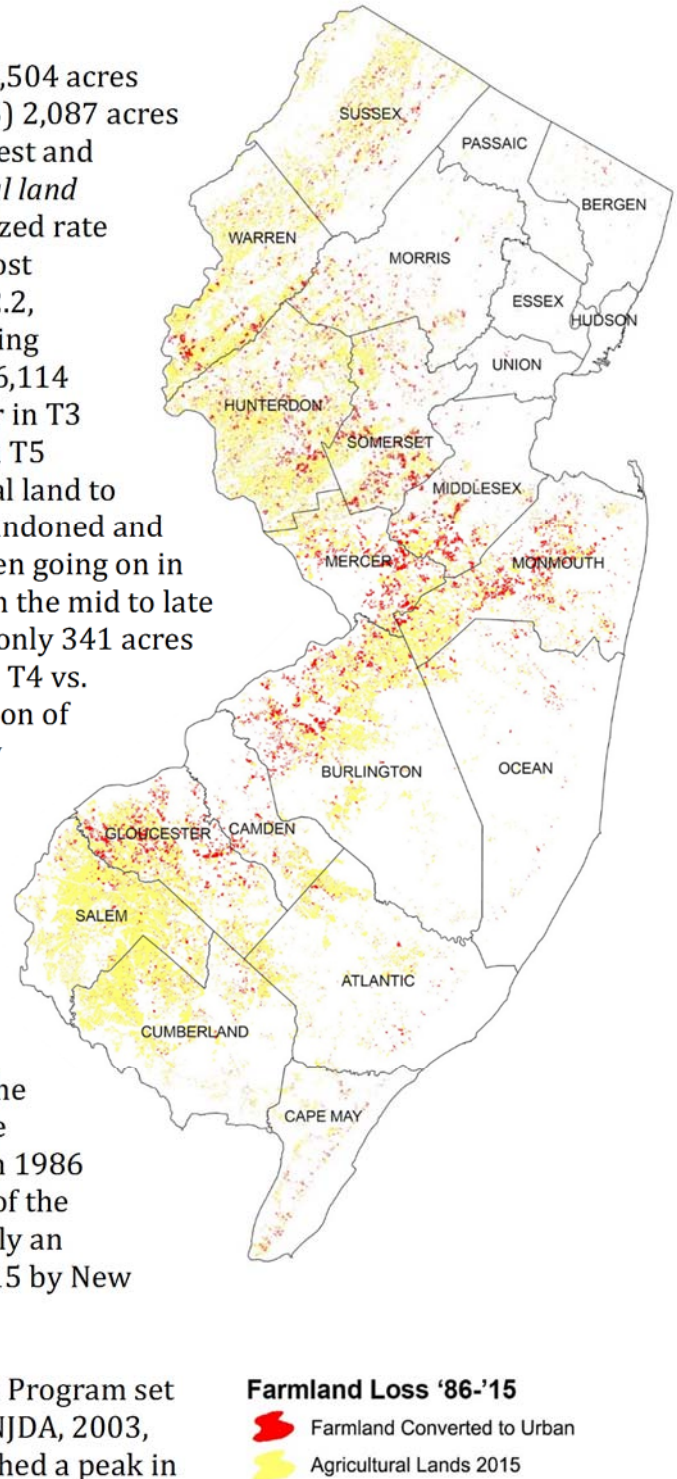 ,504 acres
) 2,087 acres
est and
al land
zed rate
ost
2.2,
ing
6,114
r in T3
T5
al land to
andoned and
en going on in
n the mid to late
only 341 acres
T4 vs.
on of
SUSSEX
PASSAIC
BERGEN
WARREN
MORRIS
ESSEX
HUDSON
UNION
HUNTERDON
SOMERSET
MIDDLESEX
MERCER
MONMOUTH
BURLINGTON
OCEAN
GLOUCESTER
CAMDEN
SALEM
ATLANTIC
CUMBERLAND
CAPE MAY
he
e
n 1986
of the
ly an
15 by New
Program set
NJDA, 2003,
hed a peak in
Farmland Loss ‘86-’15
Farmland Converted to Urban
Agricultural Lands 2015